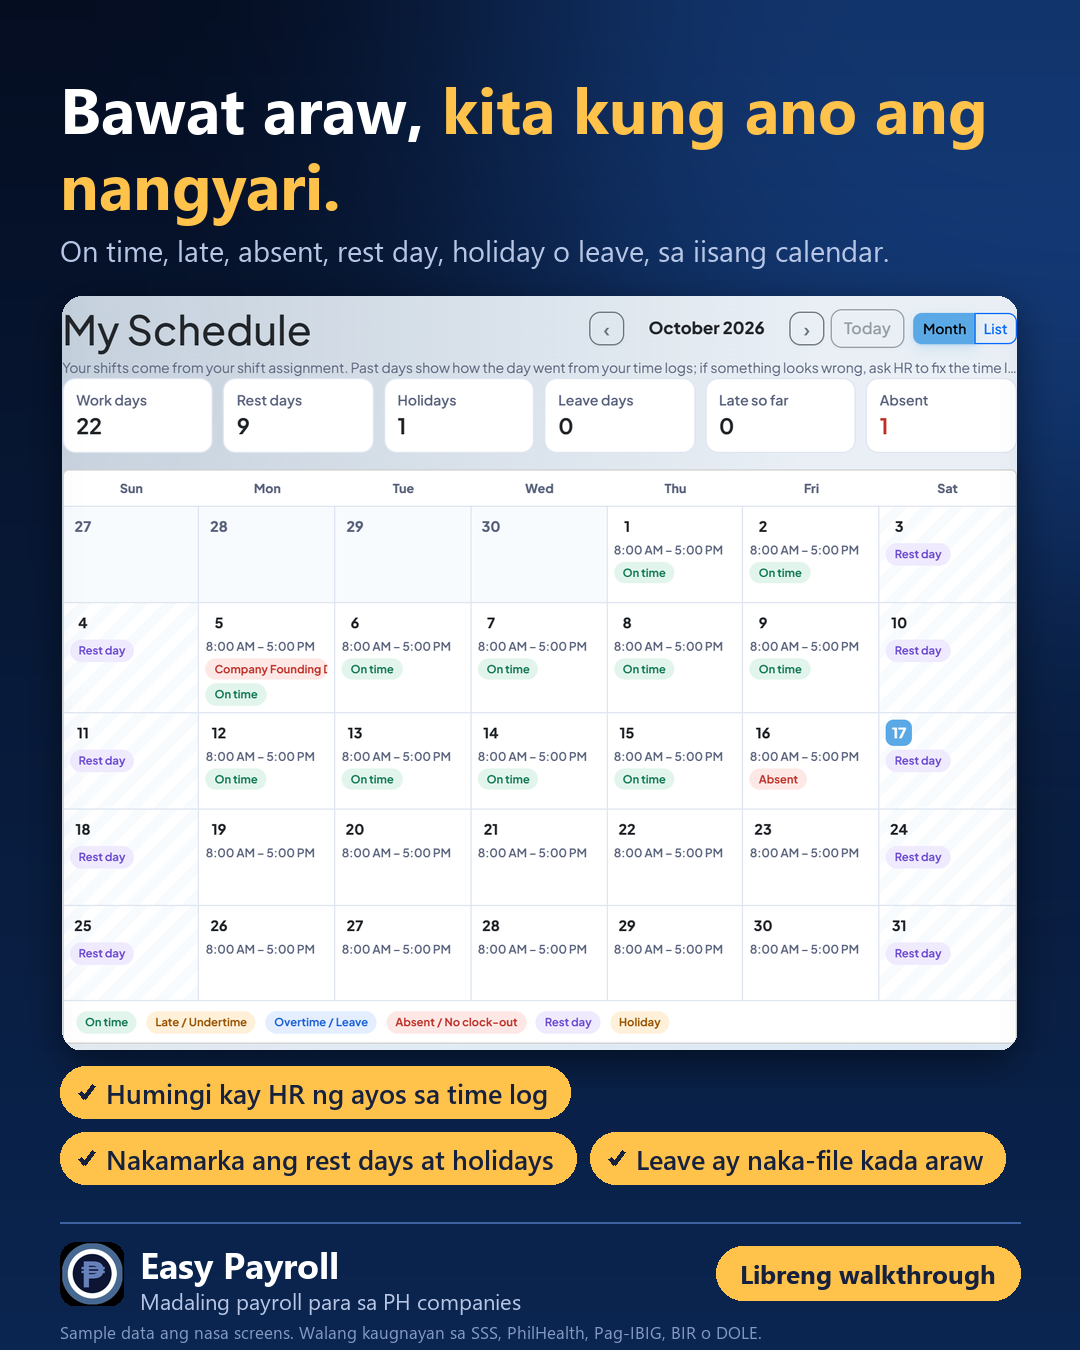 Bawat araw, kita kung ano ang
nangyari.
On time, late, absent, rest day, holiday o leave, sa iisang calendar.
My Schedule
‹ October 2026 › Today Month List
Your shifts come from your shift assignment. Past days show how the day went from your time logs; if something looks wrong, ask HR to fix the time l...
Work days Rest days Holidays Leave days Late so far Absent
22 9 1 0 0 1
Sun Mon Tue Wed Thu Fri Sat
27 28 29 30 1 2 3
8:00 AM – 5:00 PM 8:00 AM – 5:00 PM Rest day
On time On time
4 5 6 7 8 9 10
Rest day 8:00 AM – 5:00 PM 8:00 AM – 5:00 PM 8:00 AM – 5:00 PM 8:00 AM – 5:00 PM 8:00 AM – 5:00 PM Rest day
Company Founding D On time On time On time On time
On time
11 12 13 14 15 16 17
Rest day 8:00 AM – 5:00 PM 8:00 AM – 5:00 PM 8:00 AM – 5:00 PM 8:00 AM – 5:00 PM 8:00 AM – 5:00 PM Rest day
On time On time On time On time Absent
18 19 20 21 22 23 24
Rest day 8:00 AM – 5:00 PM 8:00 AM – 5:00 PM 8:00 AM – 5:00 PM 8:00 AM – 5:00 PM 8:00 AM – 5:00 PM Rest day
25 26 27 28 29 30 31
Rest day 8:00 AM – 5:00 PM 8:00 AM – 5:00 PM 8:00 AM – 5:00 PM 8:00 AM – 5:00 PM 8:00 AM – 5:00 PM Rest day
On time Late / Undertime Overtime / Leave Absent / No clock-out Rest day Holiday
✓ Humingi kay HR ng ayos sa time log
✓ Nakamarka ang rest days at holidays ✓ Leave ay naka-file kada araw
Easy Payroll
Madaling payroll para sa PH companies
Libreng walkthrough
Sample data ang nasa screens. Walang kaugnayan sa SSS, PhilHealth, Pag-IBIG, BIR o DOLE.